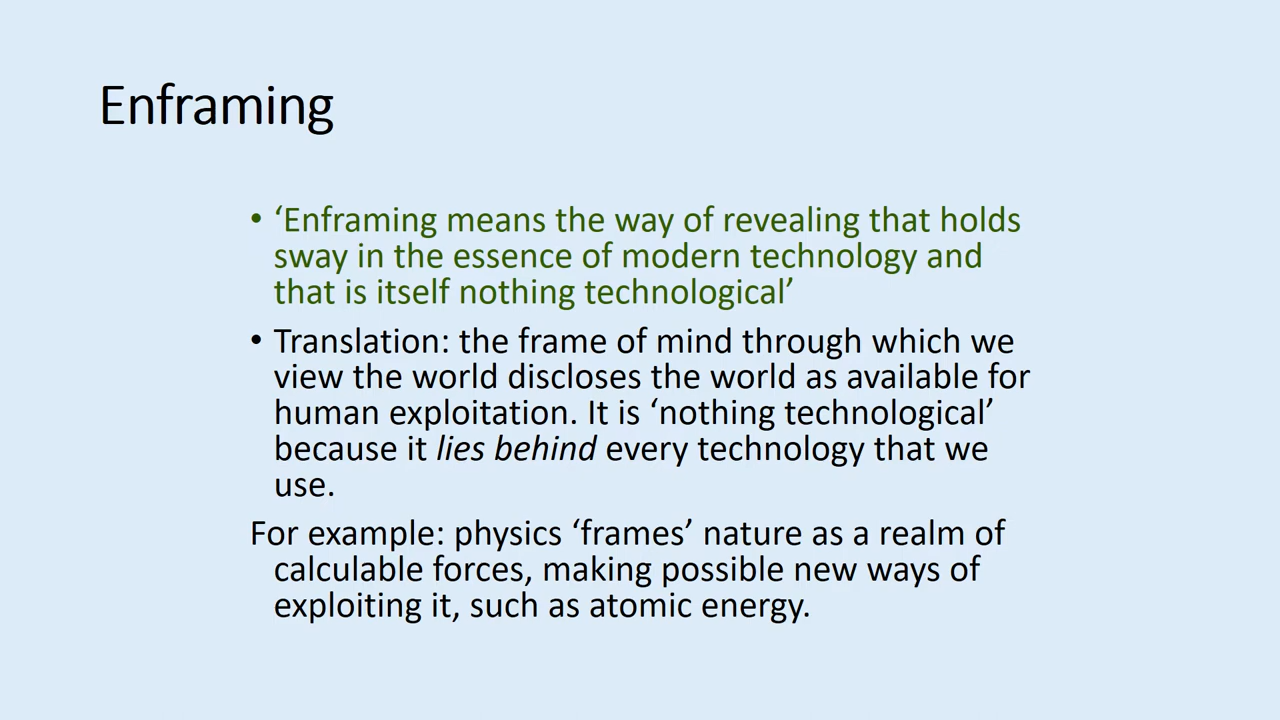 Enframing
• ‘Enframing means the way of revealing that holds
sway in the essence of modern technology and
that is itself nothing technological’
• Translation: the frame of mind through which we
view the world discloses the world as available for
human exploitation. It is ‘nothing technological’
because it lies behind every technology that we
use.
For example: physics ‘frames’ nature as a realm of
calculable forces, making possible new ways of
exploiting it, such as atomic energy.